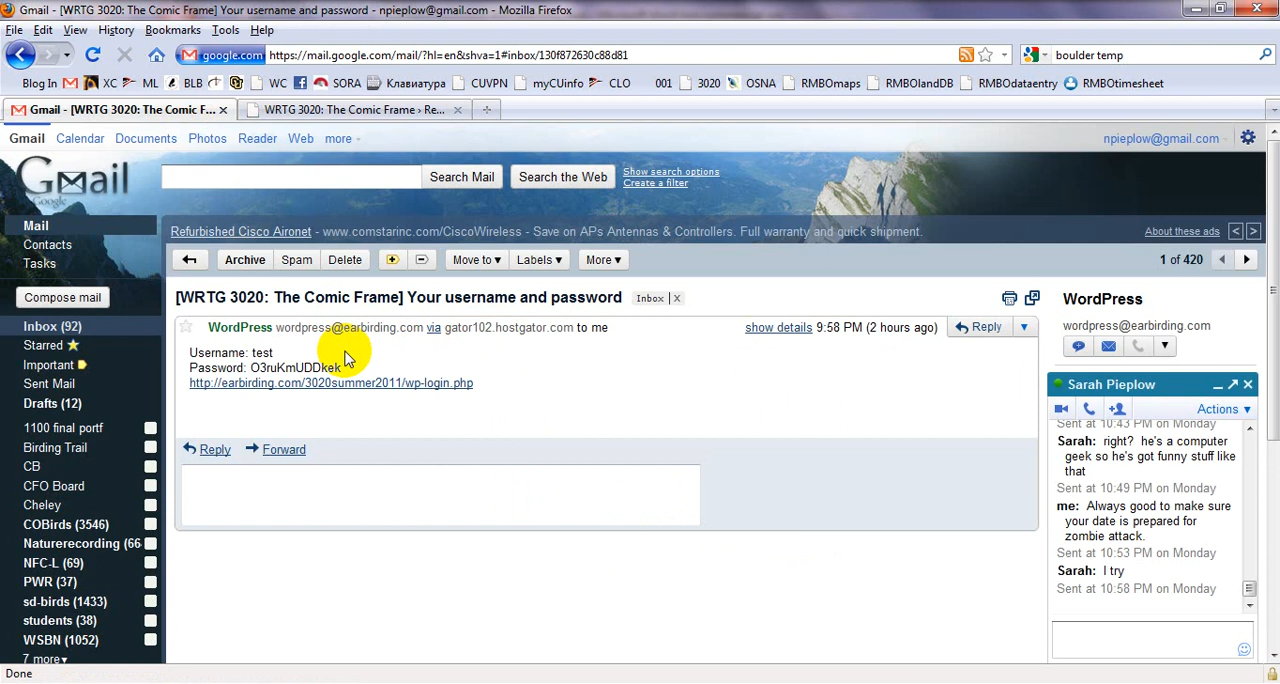 Gmail - [WRTG 3020: The Comic Frame] Your username and password - npieplow@gmail.com - Mozilla Firefox
File Edit View History Bookmarks Tools Help
google.com https://mail.google.com/mail/?hl=en&shva=1#inbox/130f872630c88d81 boulder temp
Blog In XC ML BLB WC SORA Клавиатура CUVPN myCUinfo CLO 001 3020 OSNA RMBOmaps RMBOlandDB RMBOdataentry RMBOtimesheet
Gmail - [WRTG 3020: The Comic F... WRTG 3020: The Comic Frame › Re...
Gmail Calendar Documents Photos Reader Web more npieplow@gmail.com
Gmail
Google
Search Mail Search the Web Show search options
Create a filter
Mail
Contacts
Tasks
Compose mail
Inbox (92)
Starred
Important
Sent Mail
Drafts (12)
1100 final portf
Birding Trail
CB
CFO Board
Cheley
COBirds (3546)
Naturerecording (66
NFC-L (69)
PWR (37)
sd-birds (1433)
students (38)
WSBN (1052)
7 more
Refurbished Cisco Aironet - www.comstarinc.com/CiscoWireless - Save on APs Antennas & Controllers. Full warranty and quick shipment. About these ads < >
Archive Spam Delete Move to Labels More 1 of 420
[WRTG 3020: The Comic Frame] Your username and password Inbox X
WordPress wordpress@earbirding.com via gator102.hostgator.com to me show details 9:58 PM (2 hours ago) Reply
Username: test
Password: O3ruKmUDDkek
http://earbirding.com/3020summer2011/wp-login.php
Reply Forward
WordPress
wordpress@earbirding.com
Sarah Pieplow
Actions
Sent at 10:43 PM on Monday
Sarah: right? he's a computer
geek so he's got funny stuff like
that
Sent at 10:49 PM on Monday
me: Always good to make sure
your date is prepared for
zombie attack.
Sent at 10:53 PM on Monday
Sarah: I try
Sent at 10:58 PM on Monday
Done